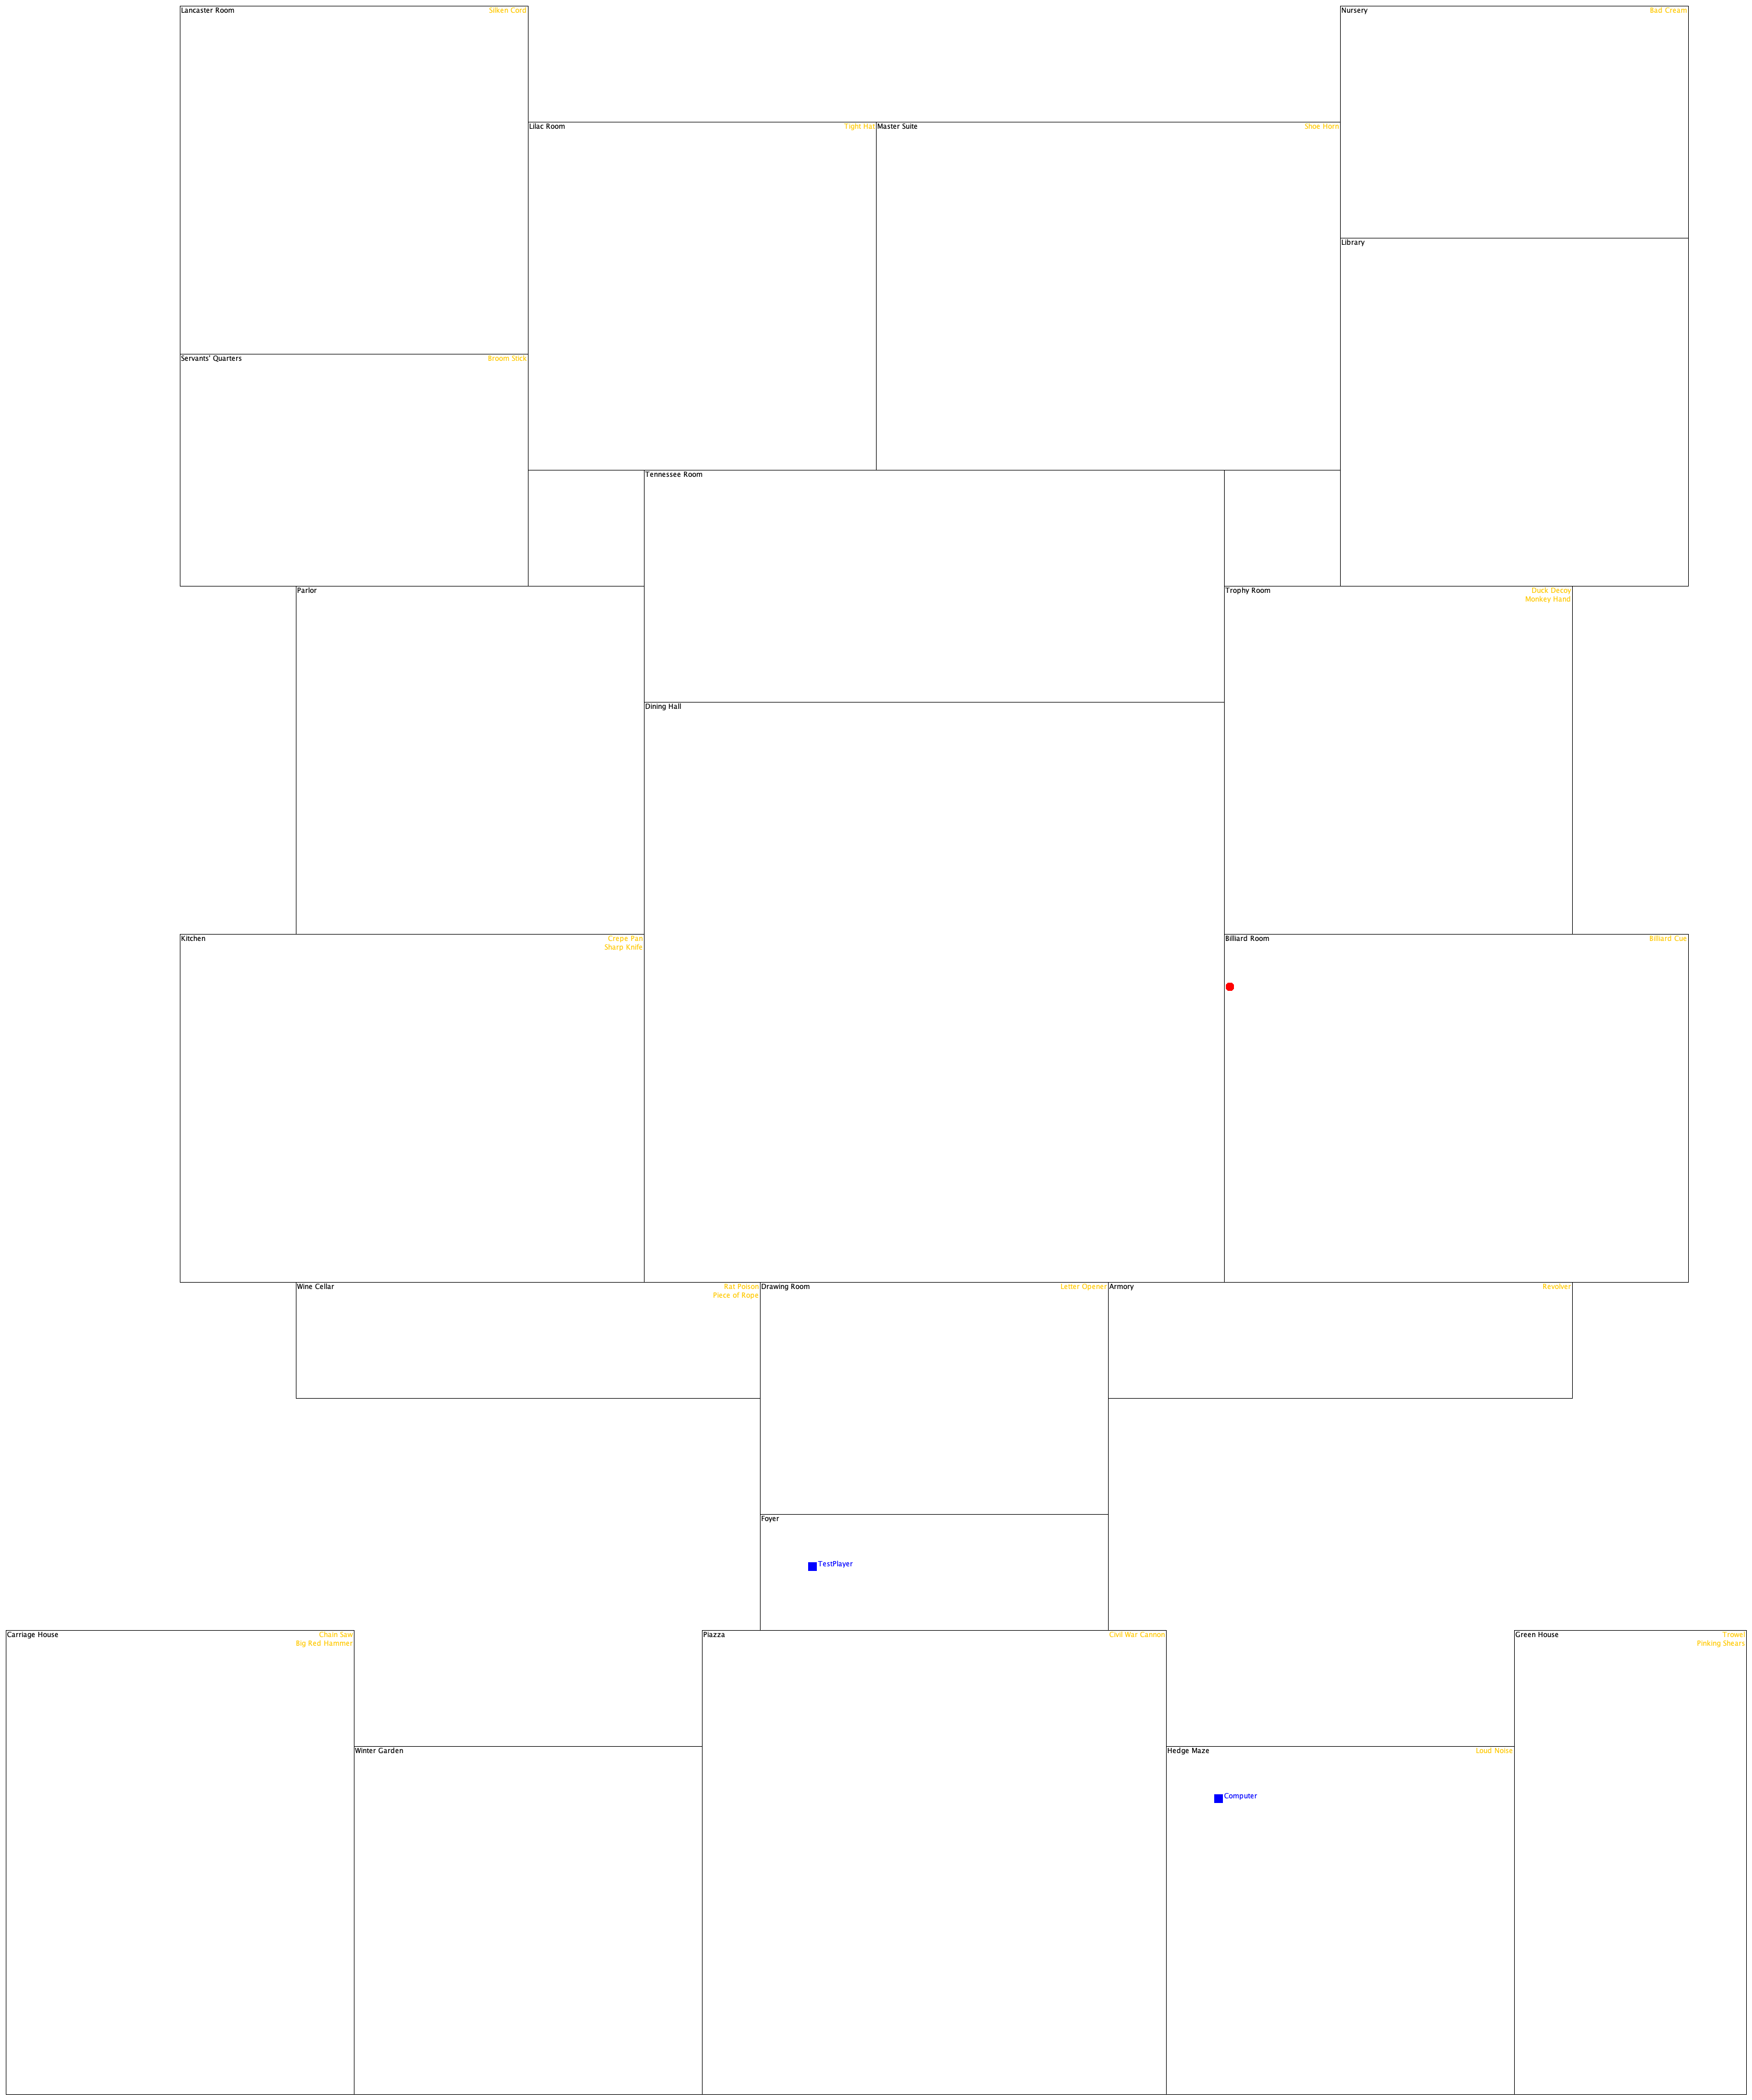 Lancaster Room Silken Cord
Nursery Bad Cream
Lilac Room Tight Hat
Master Suite Shoe Horn
Library
Servants' Quarters Broom Stick
Tennessee Room
Parlor
Trophy Room Duck Decoy
Monkey Hand
Dining Hall
Kitchen Crepe Pan
Sharp Knife
Billiard Room Billiard Cue
Wine Cellar Rat Poison
Piece of Rope
Drawing Room Letter Opener
Armory Revolver
Foyer
TestPlayer
Carriage House Chain Saw
Big Red Hammer
Piazza Civil War Cannon
Green House Trowel
Pinking Shears
Winter Garden
Hedge Maze Loud Noise
Computer